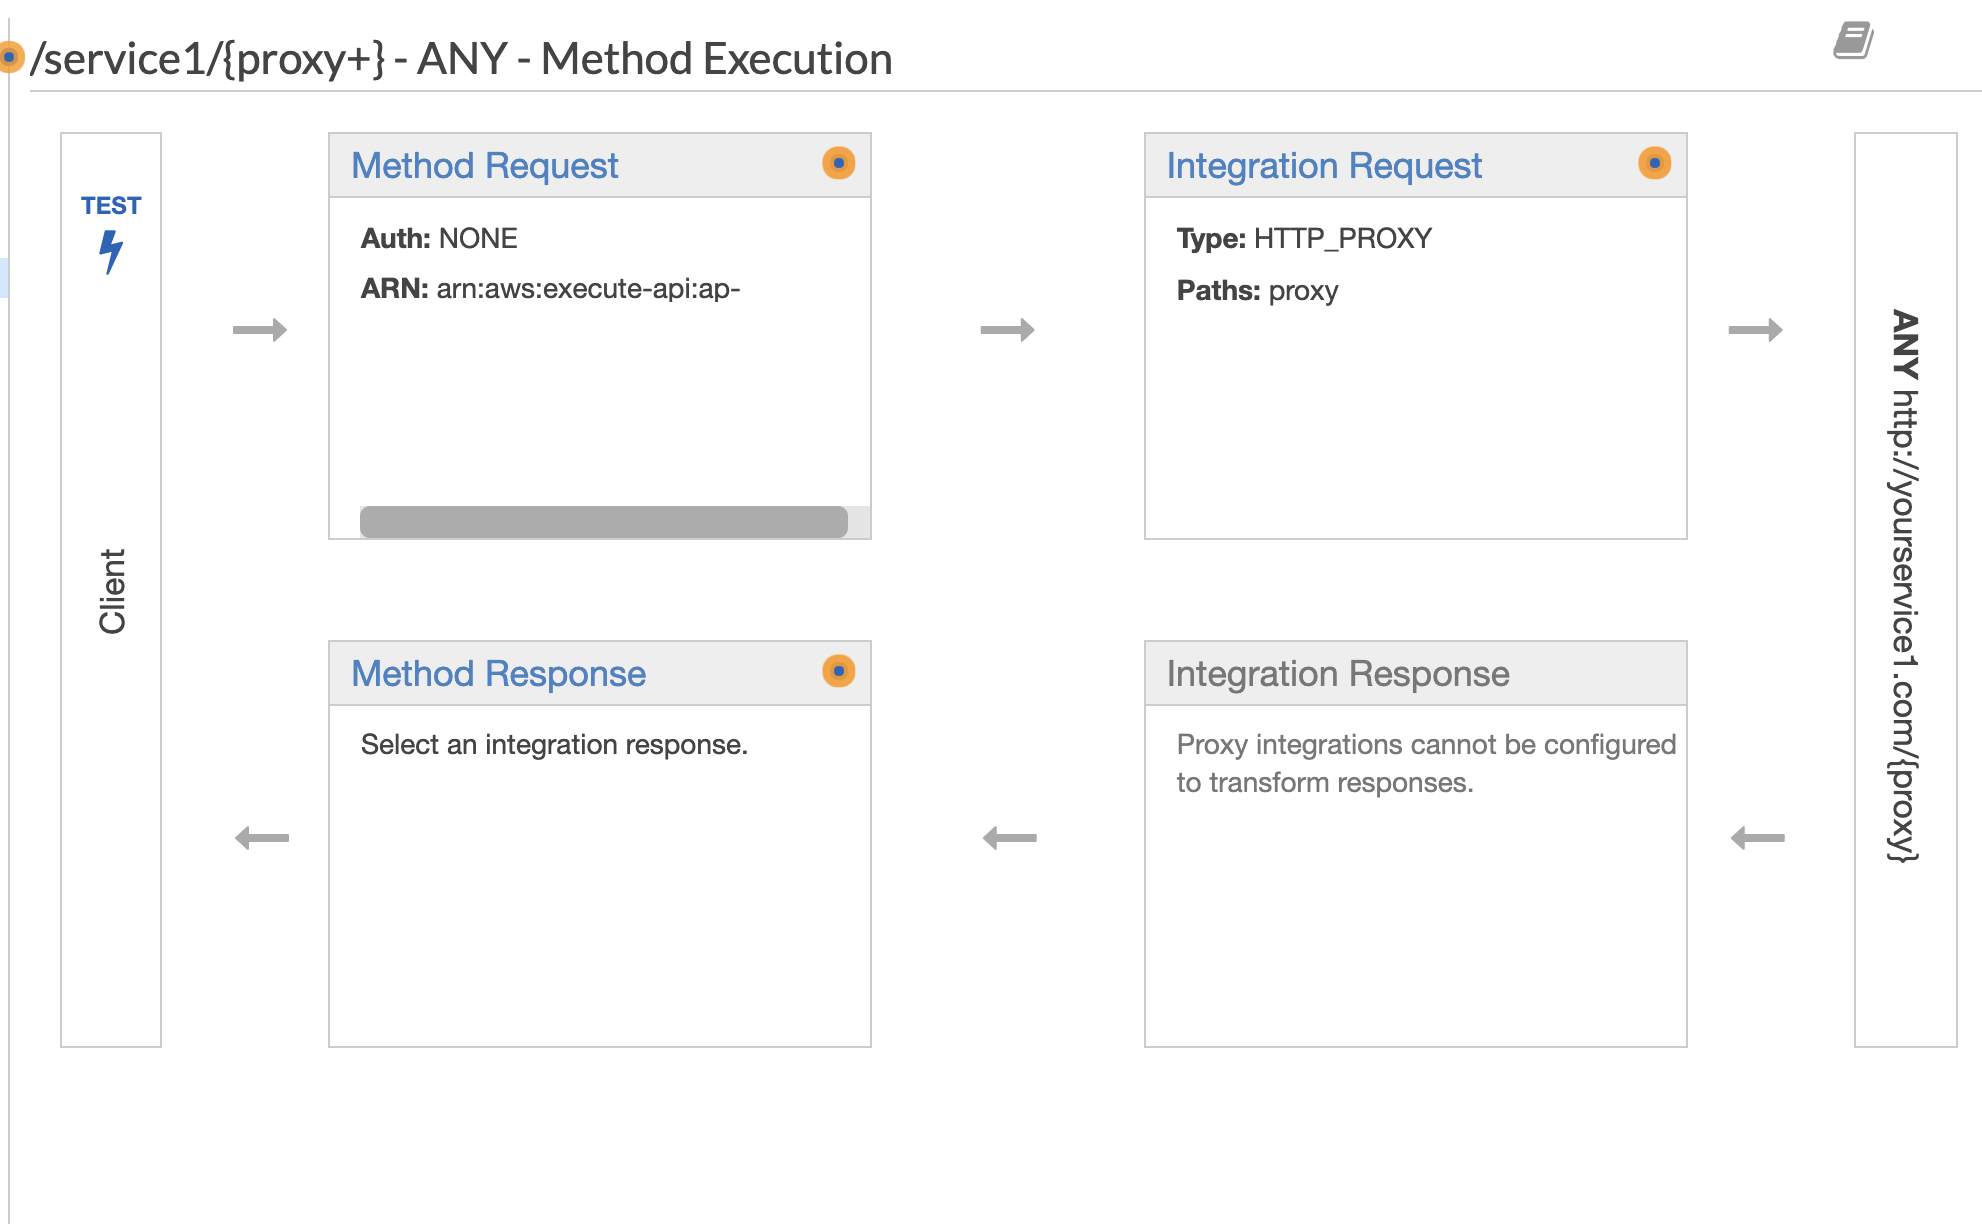 /service1/{proxy+} - ANY - Method Execution
TEST
Client
Method Request
Auth: NONE
ARN: arn:aws:execute-api:ap-
Integration Request
Type: HTTP_PROXY
Paths: proxy
Method Response
Select an integration response.
Integration Response
Proxy integrations cannot be configured
to transform responses.
ANY http://yourservice1.com/{proxy}